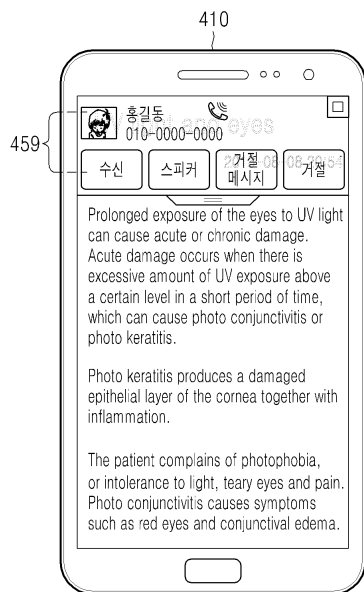 410
459
홍길동
010-0000-0000
eyes
수신
스피커
거절
메시지
거절
Prolonged exposure of the eyes to UV light
can cause acute or chronic damage.
Acute damage occurs when there is
excessive amount of UV exposure above
a certain level in a short period of time,
which can cause photo conjunctivitis or
photo keratitis.
Photo keratitis produces a damaged
epithelial layer of the cornea together with
inflammation.
The patient complains of photophobia,
or intolerance to light, teary eyes and pain.
Photo conjunctivitis causes symptoms
such as red eyes and conjunctival edema.